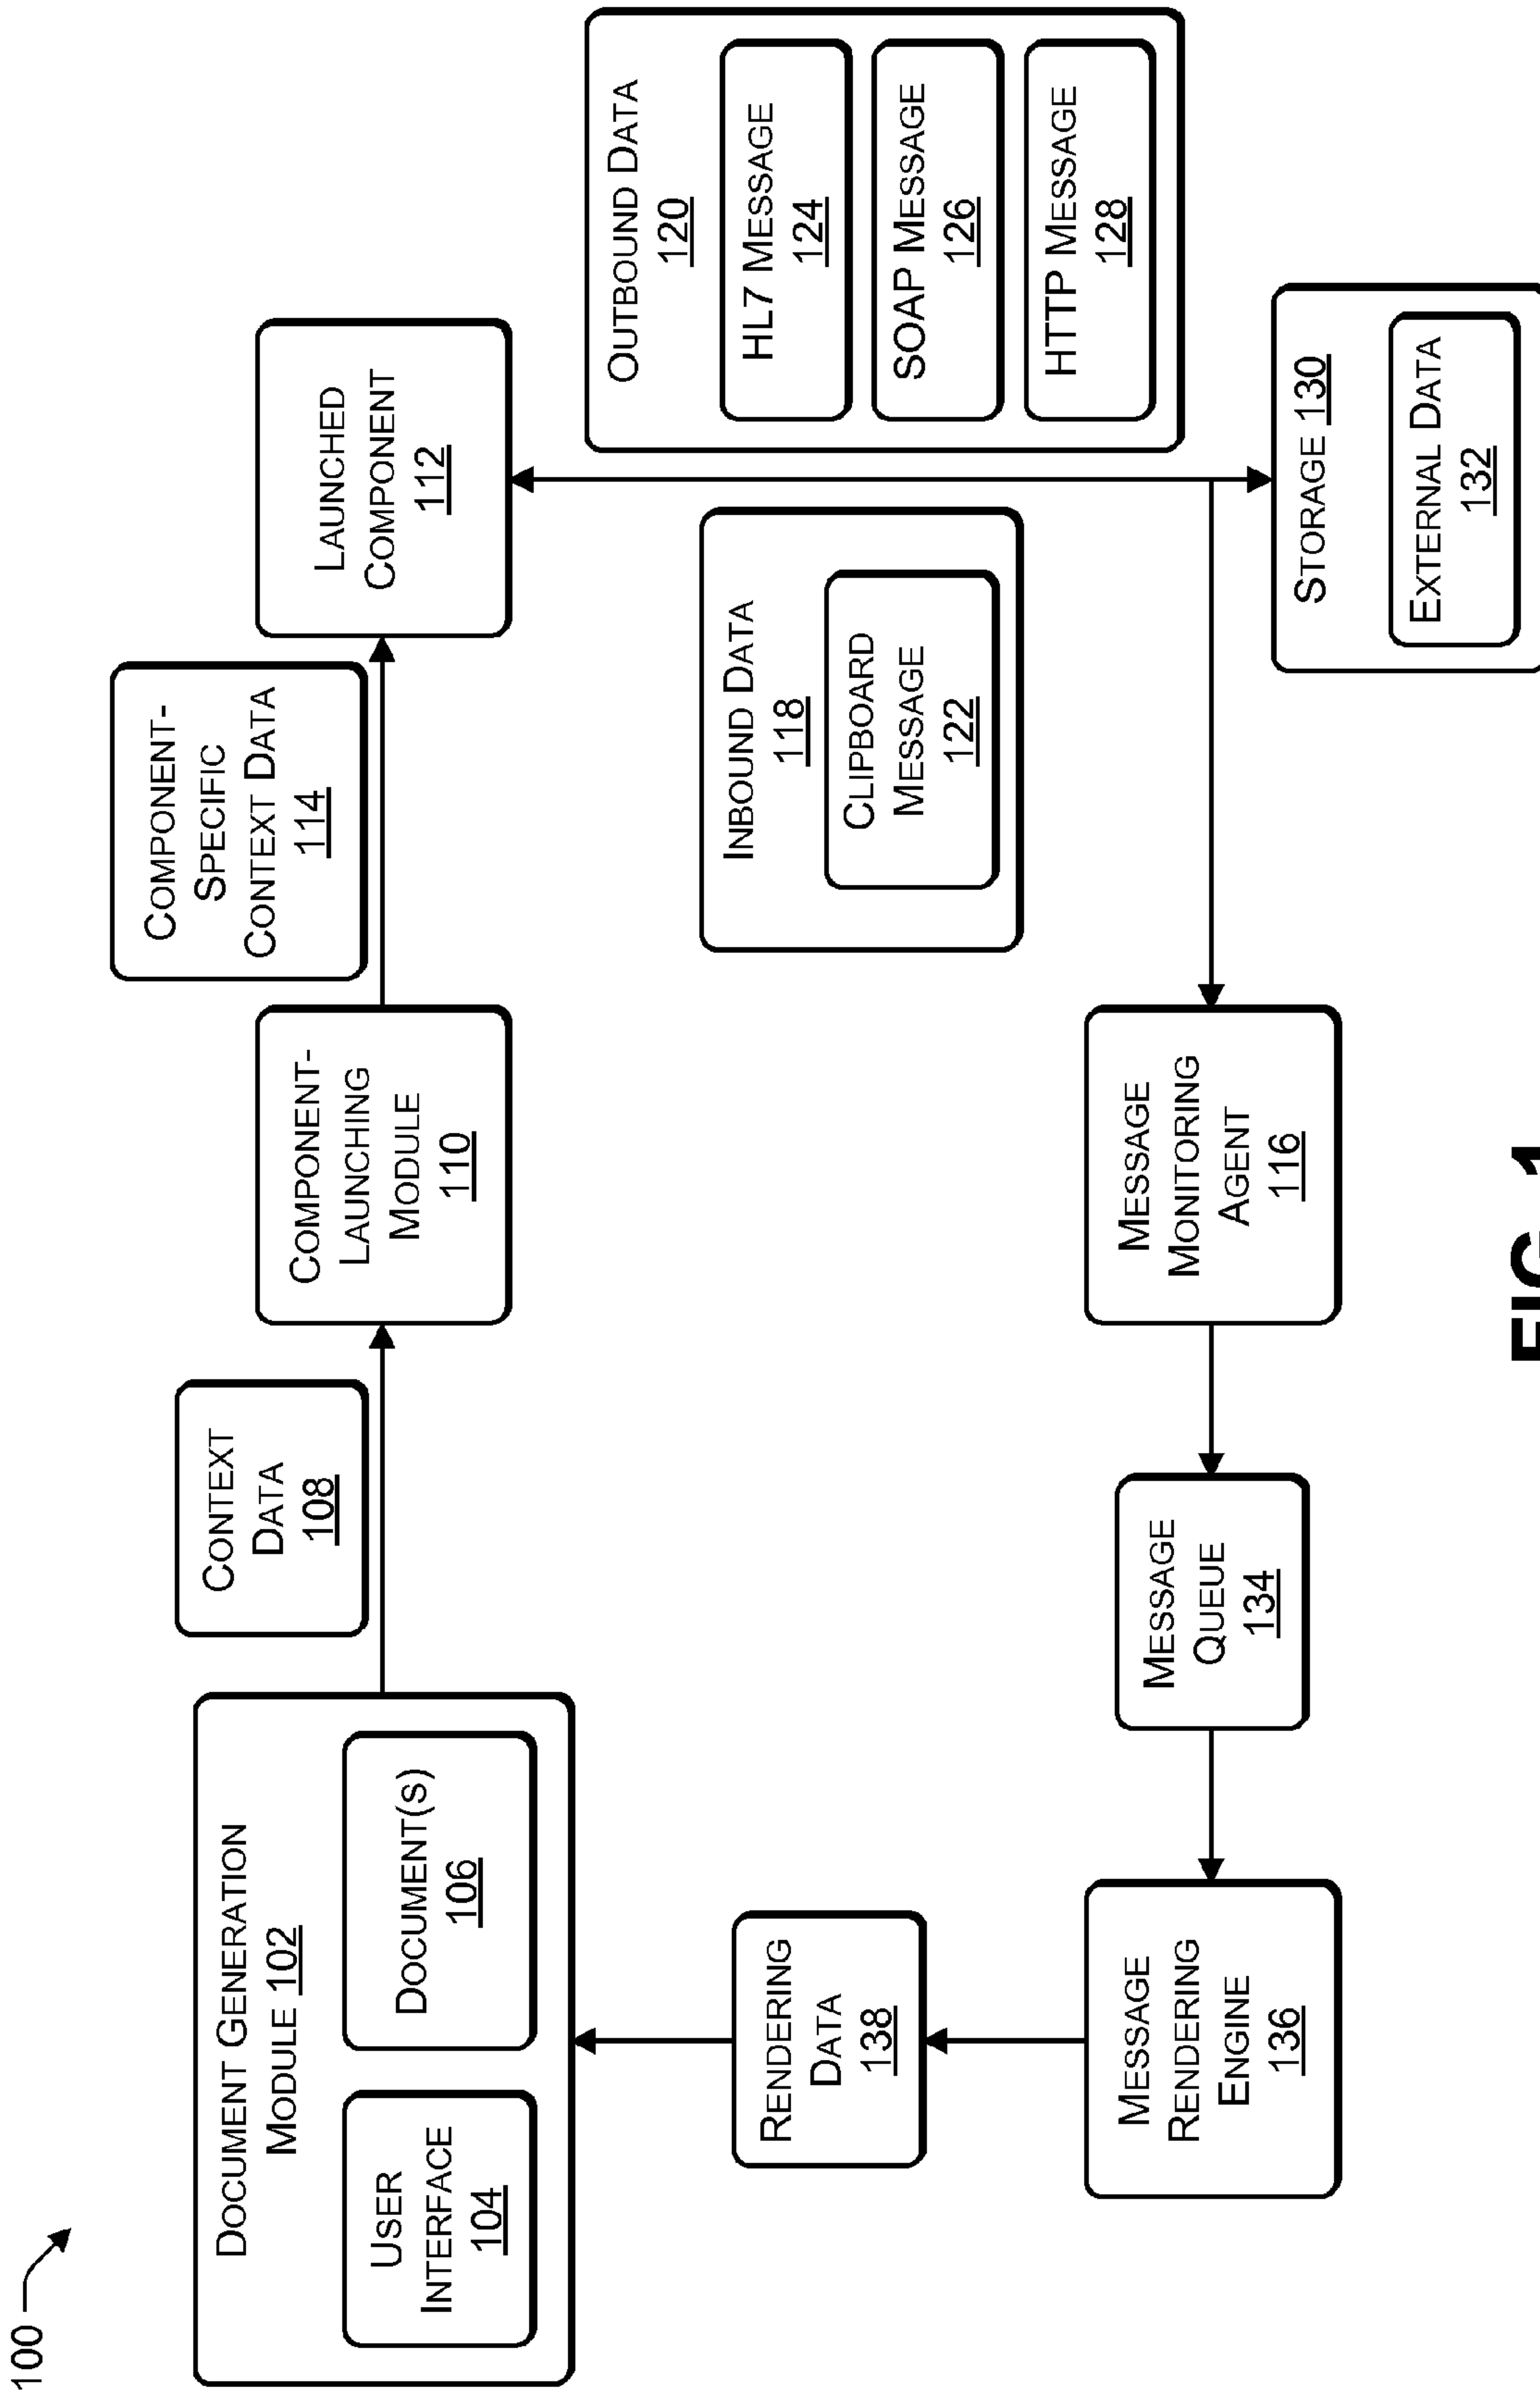 100
DOCUMENT GENERATION
MODULE 102
USER
INTERFACE
104
DOCUMENT(S)
106
CONTEXT
DATA
108
COMPONENT-
LAUNCHING
MODULE
110
COMPONENT-
SPECIFIC
CONTEXT DATA
114
LAUNCHED
COMPONENT
112
RENDERING
DATA
138
INBOUND DATA
118
CLIPBOARD
MESSAGE
122
OUTBOUND DATA
120
HL7 MESSAGE
124
SOAP MESSAGE
126
HTTP MESSAGE
128
MESSAGE
RENDERING
ENGINE
136
MESSAGE
QUEUE
134
MESSAGE
MONITORING
AGENT
116
STORAGE 130
EXTERNAL DATA
132
FIG. 1